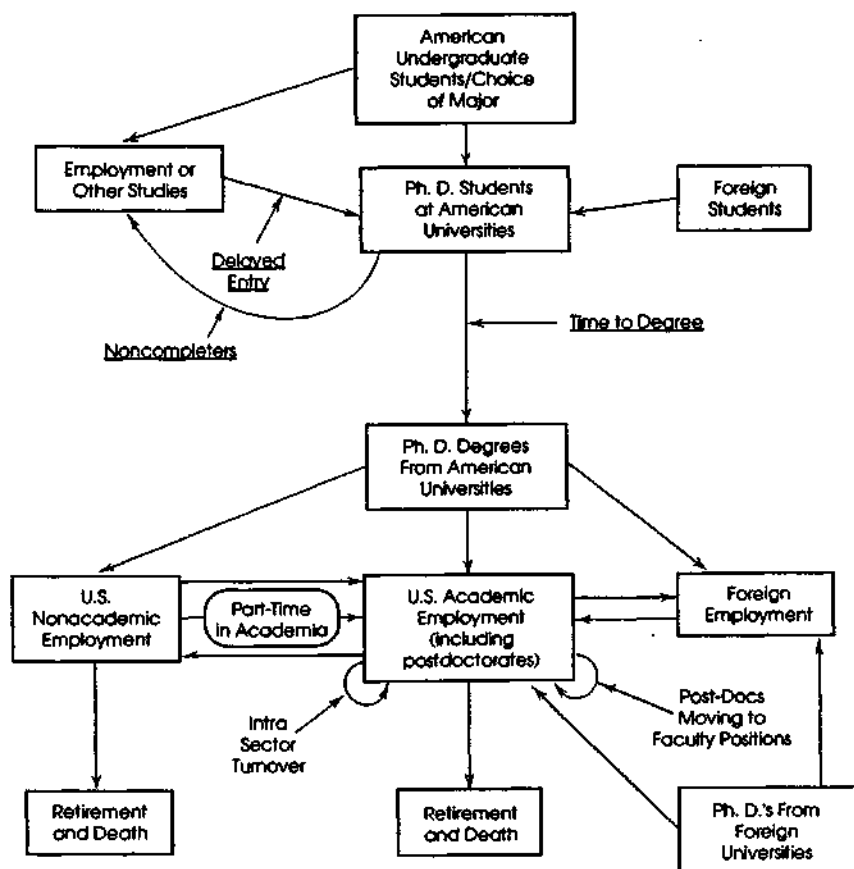 American
Undergraduate
Students/Choice
of Major
Employment or
Other Studies
Ph. D. Students
at American
Universities
Foreign
Students
Delayed
Entry
Noncompleters
Time to Degree
Ph. D. Degrees
From American
Universities
U.S.
Nonacademic
Employment
Part-Time
in Academia
U.S. Academic
Employment
(including
postdoctorates)
Foreign
Employment
Intra
Sector
Turnover
Post-Docs
Moving to
Faculty Positions
Retirement
and Death
Retirement
and Death
Ph. D.'s From
Foreign
Universities